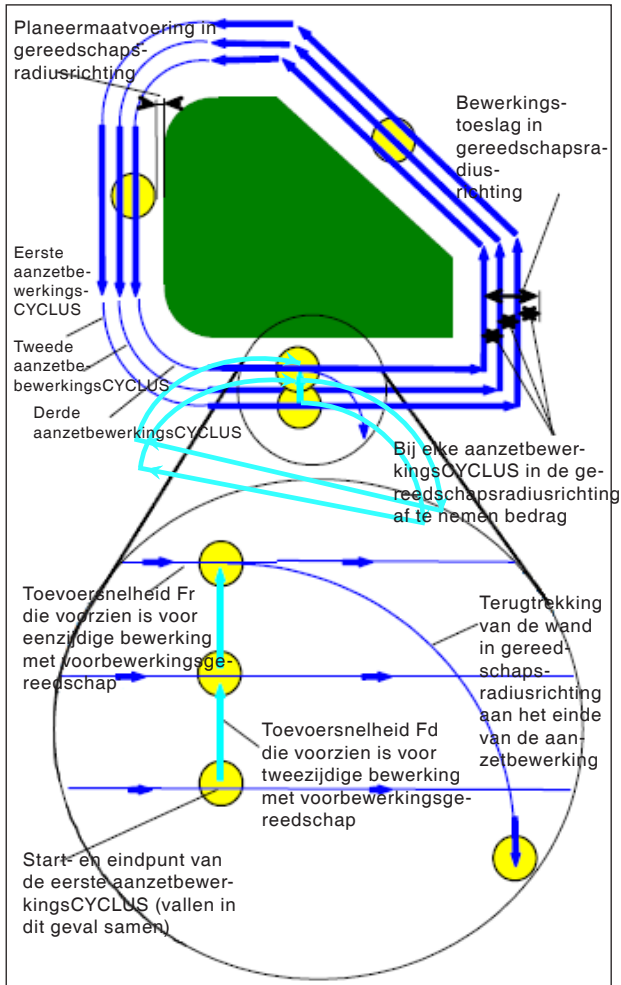 Planeermaatvoering in
gereedschaps-
radiusrichting
Bewerkings-
toeslag in
gereedschapsra-
dius-
richting
Eerste
aanzetbe-
werkings-
CYCLUS
Tweede
aanzetbe-
bewerkingsCYCLUS
Derde
aanzetbewerkingsCYCLUS
Bij elke aanzetbewer-
kingsCYCLUS in de ge-
reedschapsradiusrichting
af te nemen bedrag
Toevoersnelheid Fr
die voorzien is voor
eenzijdige bewerking
met voorbewerkingsge-
reedschap
Terugtrekking
van de wand
in gereed-
schaps-
radiusrichting
aan het einde
van de aan-
zetbewerking
Toevoersnelheid Fd
die voorzien is voor
tweezijdige bewerking
met voorbewerkingsge-
reedschap
Start- en eindpunt van
de eerste aanzetbewer-
kingsCYCLUS (vallen in
dit geval samen)